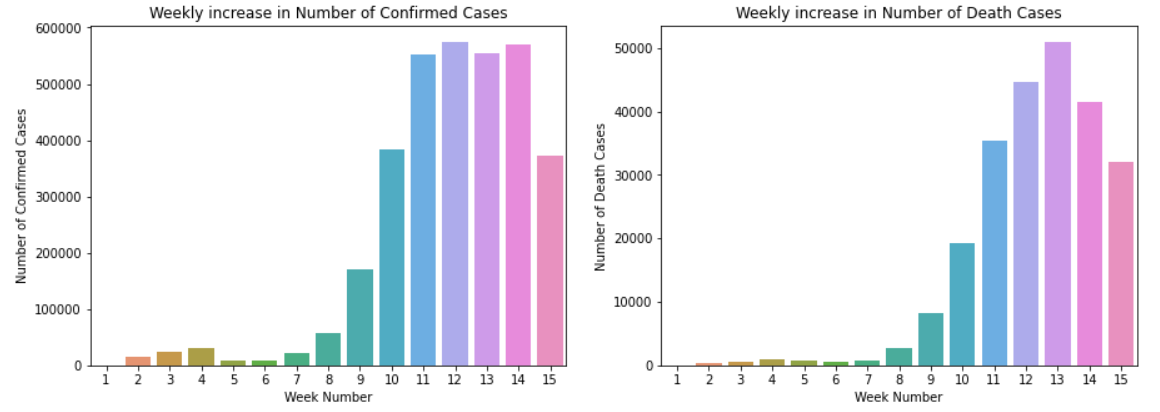 Weekly increase in Number of Confirmed Cases
600000
500000
400000
300000
200000
100000
0
Number of Confirmed Cases
1 2 3 4 5 6 7 8 9 10 11 12 13 14 15
Week Number
Weekly increase in Number of Death Cases
50000
40000
30000
20000
10000
0
Number of Death Cases
1 2 3 4 5 6 7 8 9 10 11 12 13 14 15
Week Number